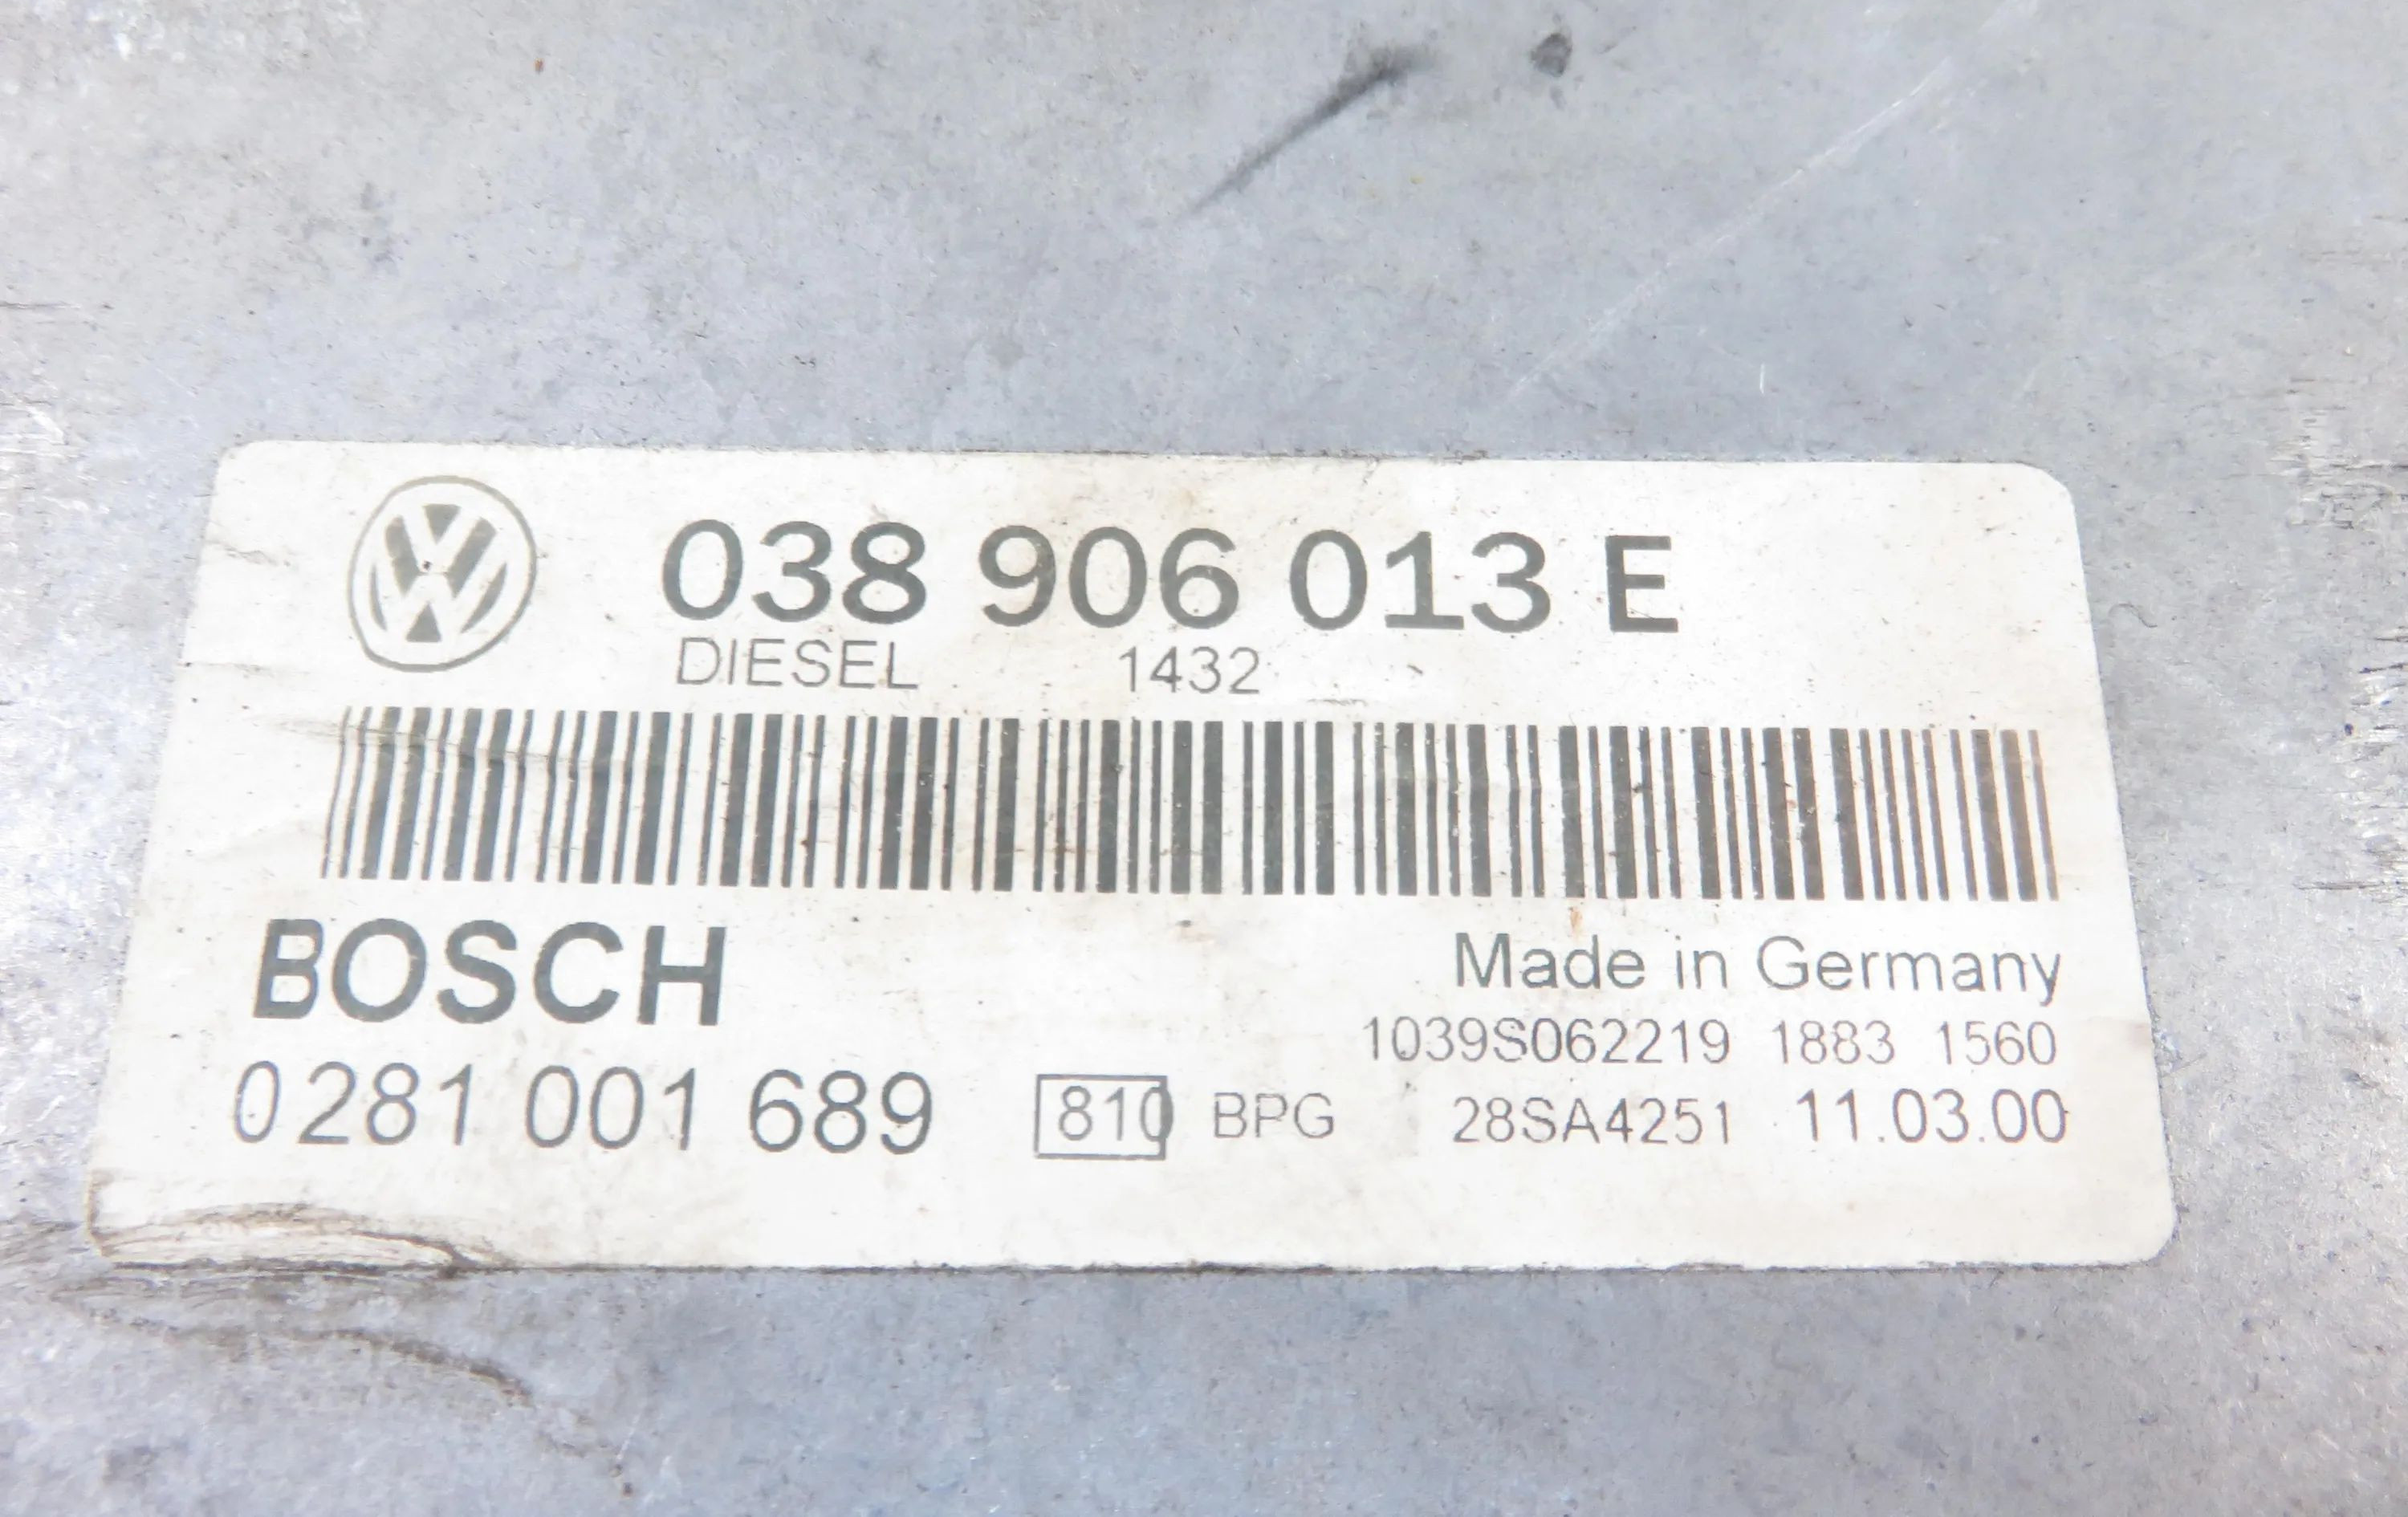 038 906 013 E
DIESEL 1432
BOSCH
Made in Germany
1039S062219 1883 1560
0 281 001 689 810 BPG 28SA4251 11.03.00